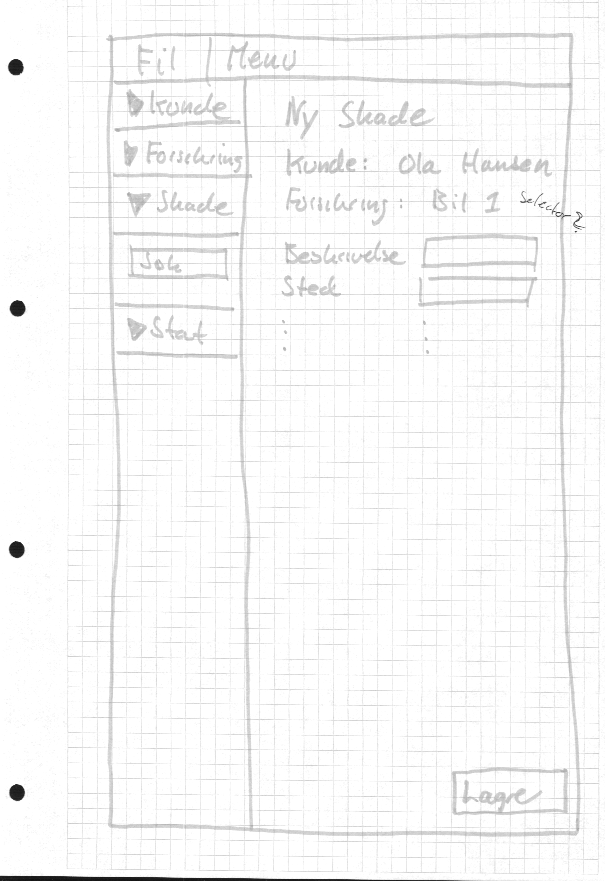 Fil | Menu
Kunde
Forsikring
Skade
Søk
Stat
Ny Skade
Kunde: Ola Hansen
Forsikring: Bil 1 Selector?
Beskrivelse
Sted
Lagre